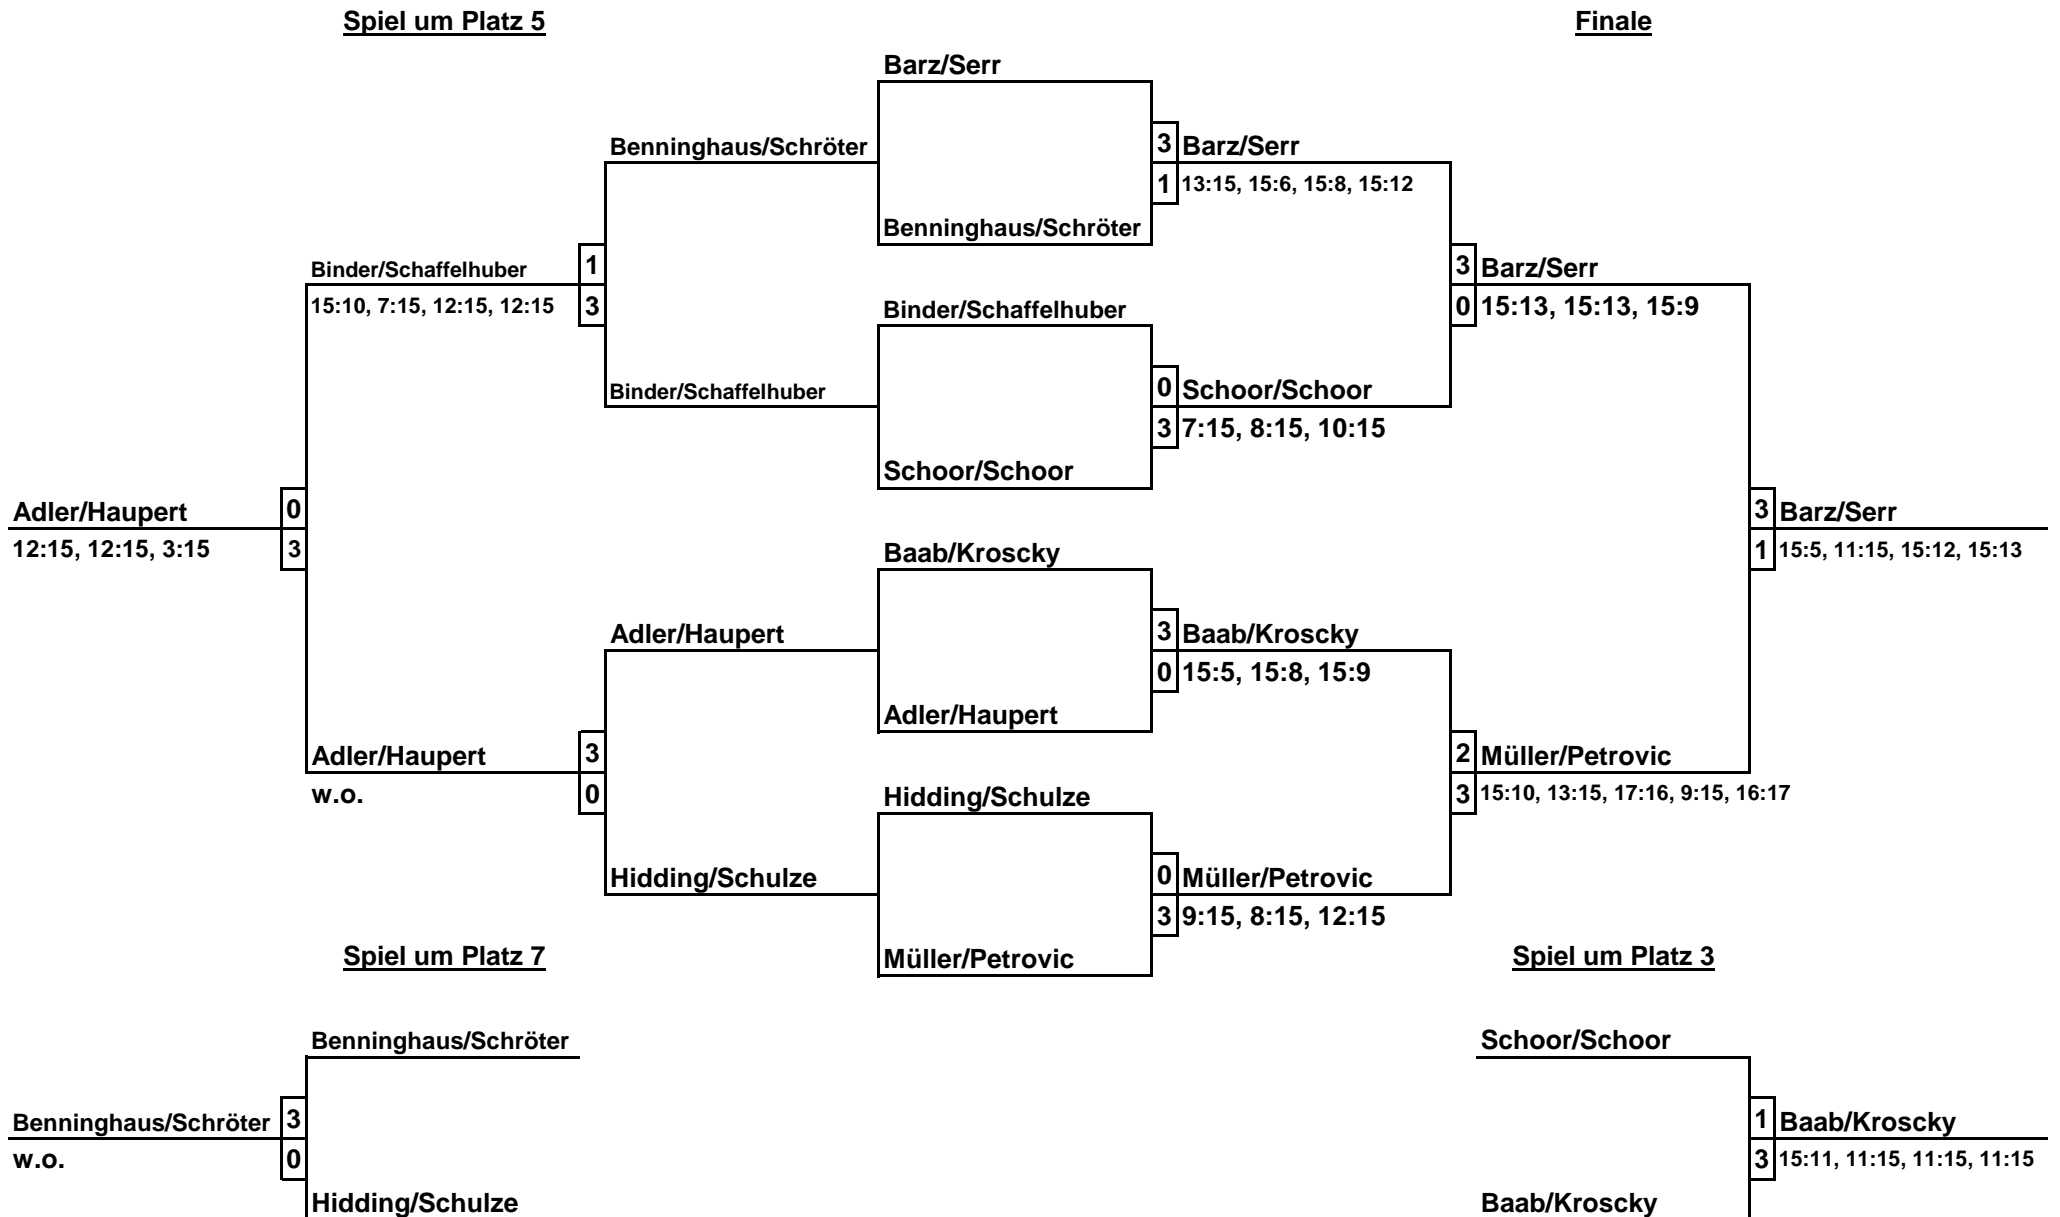 Spiel um Platz 5
Finale
Barz/Serr
Benninghaus/Schröter
3 Barz/Serr
1 13:15, 15:6, 15:8, 15:12
Benninghaus/Schröter
Binder/Schaffelhuber 1
3 Barz/Serr
15:10, 7:15, 12:15, 12:15 3
Binder/Schaffelhuber
0 15:13, 15:13, 15:9
Binder/Schaffelhuber
0 Schoor/Schoor
3 7:15, 8:15, 10:15
Schoor/Schoor
Adler/Haupert 0
3 Barz/Serr
12:15, 12:15, 3:15 3
Baab/Kroscky
1 15:5, 11:15, 15:12, 15:13
Adler/Haupert
3 Baab/Kroscky
0 15:5, 15:8, 15:9
Adler/Haupert
Adler/Haupert 3
2 Müller/Petrovic
w.o. 0
Hidding/Schulze
3 15:10, 13:15, 17:16, 9:15, 16:17
Hidding/Schulze
0 Müller/Petrovic
3 9:15, 8:15, 12:15
Spiel um Platz 7
Müller/Petrovic
Spiel um Platz 3
Benninghaus/Schröter
Schoor/Schoor
Benninghaus/Schröter 3
1 Baab/Kroscky
w.o. 0
3 15:11, 11:15, 11:15, 11:15
Hidding/Schulze
Baab/Kroscky